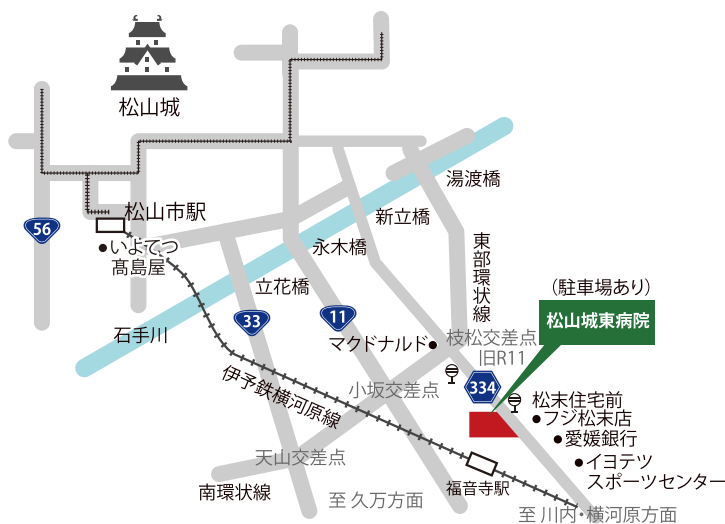 松山城
湯渡橋
松山市駅
新立橋
56
いよてつ
髙島屋
永木橋
東部環状線
立花橋
(駐車場あり)
松山城東病院
33
11
石手川
マクドナルド
枝松交差点
旧R11
伊予鉄横河原線
小坂交差点
334
松末住宅前
フジ松末店
愛媛銀行
イヨテツ
スポーツセンター
天山交差点
南環状線
至 久万方面
福音寺駅
至 川内・横河原方面